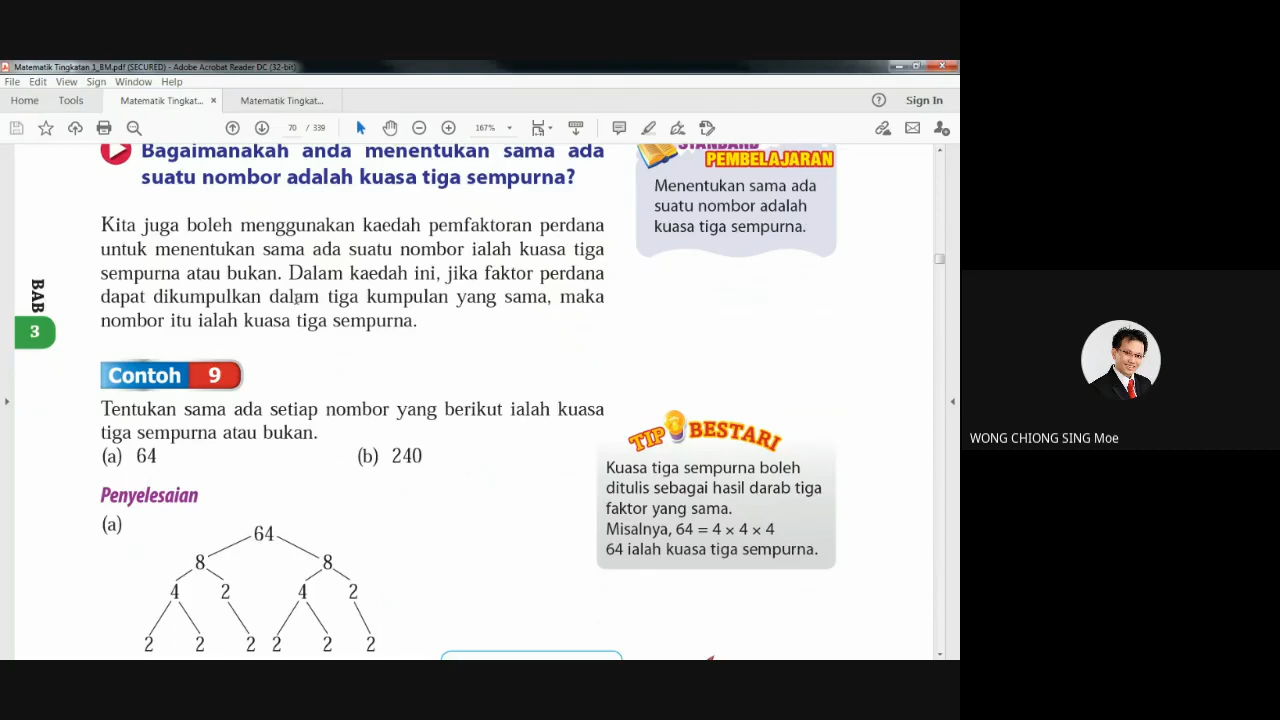 Matematik Tingkatan 1_BM.pdf (SECURED) - Adobe Acrobat Reader DC (32-bit)
File Edit View Sign Window Help
Home Tools Matematik Tingkat... × Matematik Tingkat... Sign In
70 / 339 167%
Bagaimanakah anda menentukan sama ada
suatu nombor adalah kuasa tiga sempurna?
STANDARD
PEMBELAJARAN
Menentukan sama ada
suatu nombor adalah
kuasa tiga sempurna.
Kita juga boleh menggunakan kaedah pemfaktoran perdana
untuk menentukan sama ada suatu nombor ialah kuasa tiga
sempurna atau bukan. Dalam kaedah ini, jika faktor perdana
dapat dikumpulkan dalam tiga kumpulan yang sama, maka
nombor itu ialah kuasa tiga sempurna.
BAB
3
Contoh 9
Tentukan sama ada setiap nombor yang berikut ialah kuasa
tiga sempurna atau bukan.
(a) 64 (b) 240
TIP BESTARI
Kuasa tiga sempurna boleh
ditulis sebagai hasil darab tiga
faktor yang sama.
Misalnya, 64 = 4 × 4 × 4
64 ialah kuasa tiga sempurna.
Penyelesaian
(a)
64
8 8
4 2 4 2
2 2 2 2 2 2
WONG CHIONG SING Moe